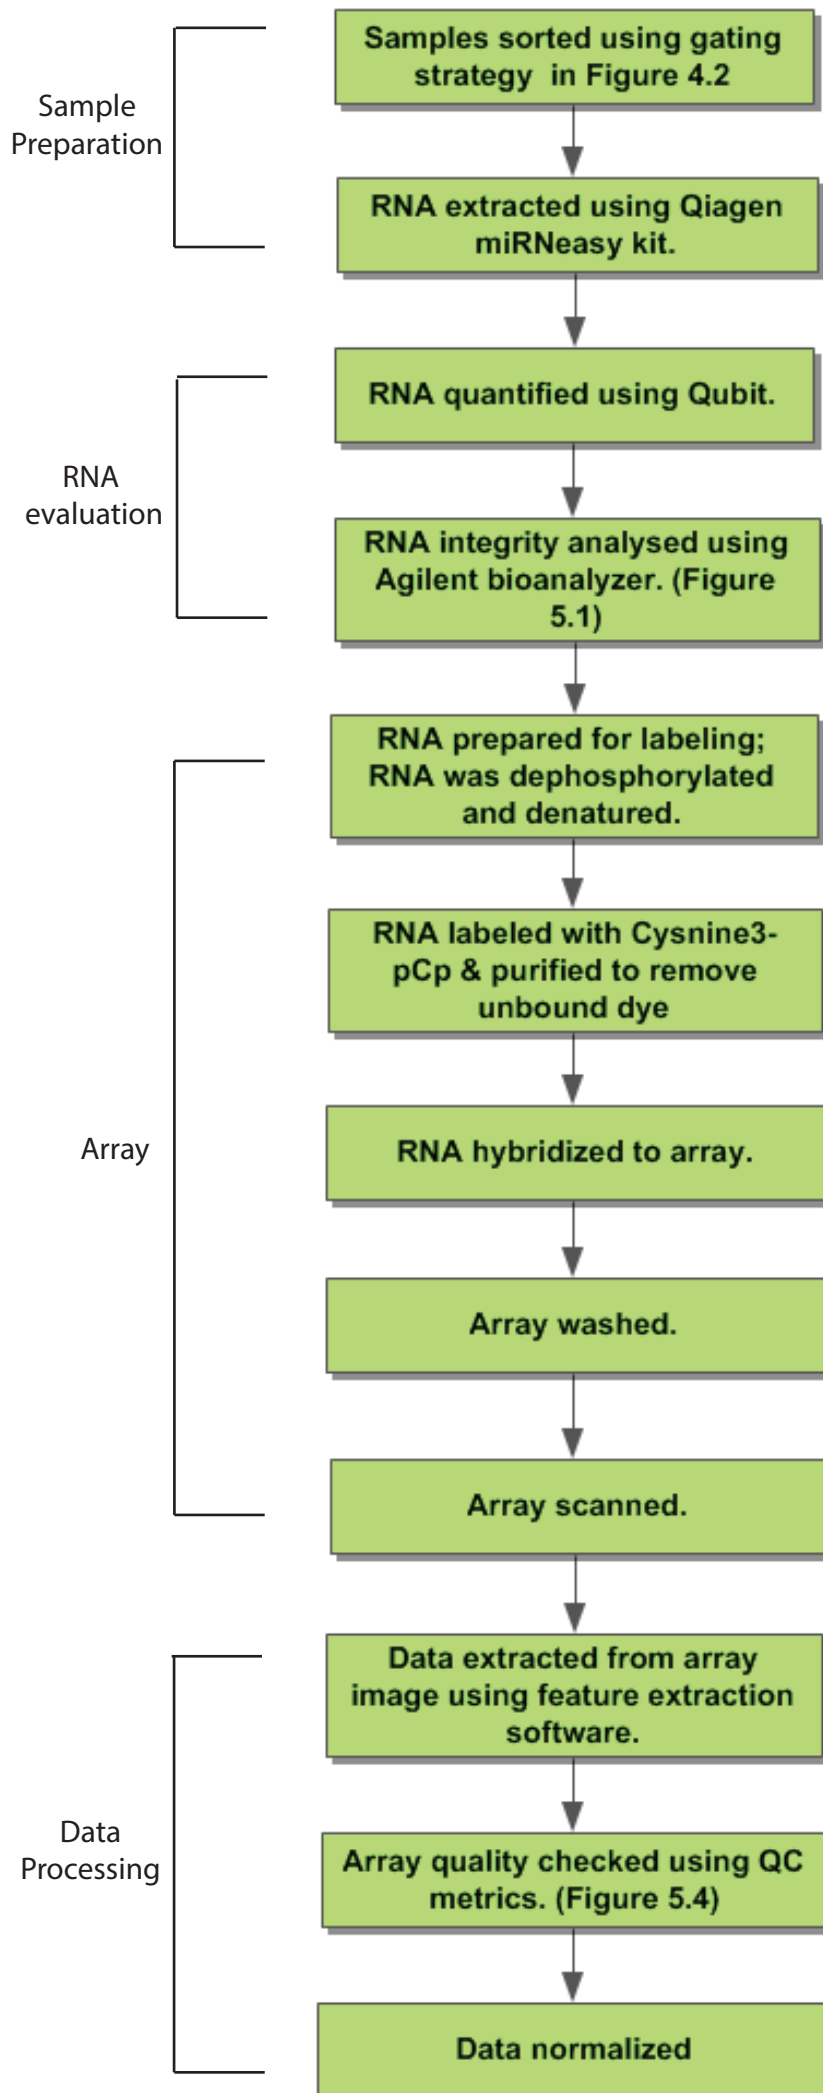 Samples sorted using gating
strategy in Figure 4.2
Sample
Preparation
RNA extracted using Qiagen
miRNeasy kit.
RNA quantified using Qubit.
RNA
evaluation
RNA integrity analysed using
Agilent bioanalyzer. (Figure
5.1)
RNA prepared for labeling;
RNA was dephosphorylated
and denatured.
RNA labeled with Cysnine3-
pCp & purified to remove
unbound dye
Array
RNA hybridized to array.
Array washed.
Array scanned.
Data extracted from array
image using feature extraction
software.
Data
Processing
Array quality checked using QC
metrics. (Figure 5.4)
Data normalized